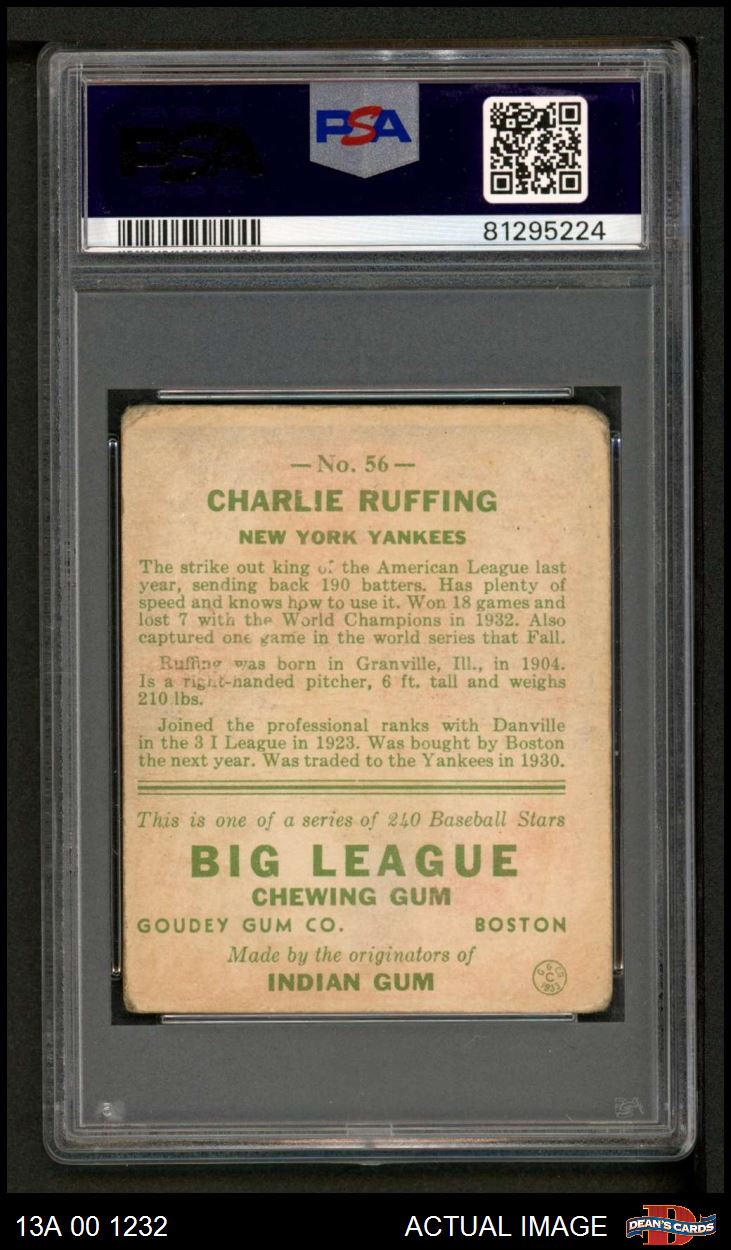 PSA
81295224
— No. 56 —
CHARLIE RUFFING
NEW YORK YANKEES
The strike out king of the American League last
year, sending back 190 batters. Has plenty of
speed and knows how to use it. Won 18 games and
lost 7 with the World Champions in 1932. Also
captured one game in the world series that Fall.
Ruffing was born in Granville, Ill., in 1904.
Is a right-handed pitcher, 6 ft. tall and weighs
210 lbs.
Joined the professional ranks with Danville
in the 3 I League in 1923. Was bought by Boston
the next year. Was traded to the Yankees in 1930.
This is one of a series of 240 Baseball Stars
BIG LEAGUE
CHEWING GUM
GOUDEY GUM CO. BOSTON
Made by the originators of
INDIAN GUM
G G CO
C
1933
PSA
13A 00 1232
ACTUAL IMAGE
DEAN'S CARDS